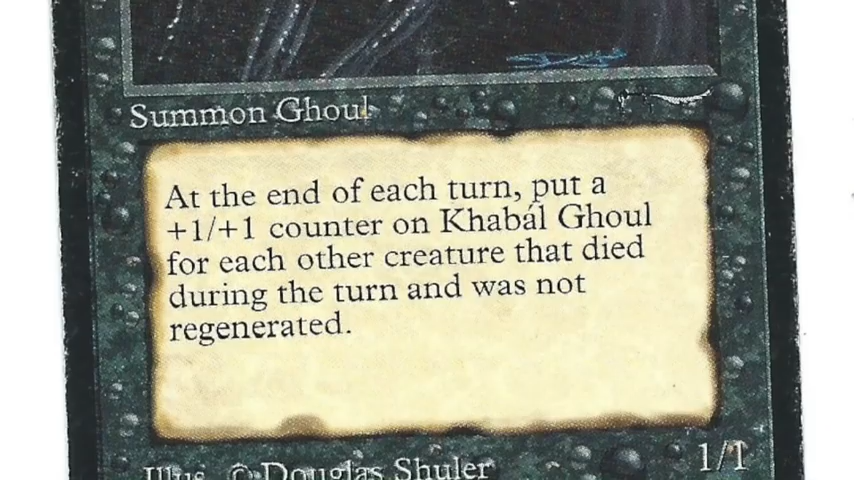 Summon Ghoul
At the end of each turn, put a
+1/+1 counter on Khabál Ghoul
for each other creature that died
during the turn and was not
regenerated.
Illus. © Douglas Shuler
1/1